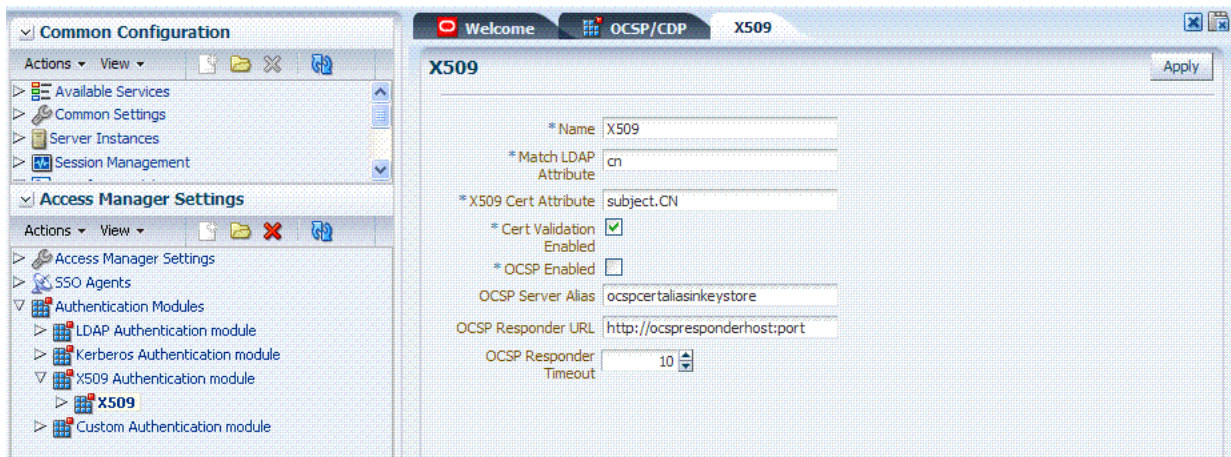 Common Configuration
Actions View
Available Services
Common Settings
Server Instances
Session Management
Access Manager Settings
Actions View
Access Manager Settings
SSO Agents
Authentication Modules
LDAP Authentication module
Kerberos Authentication module
X509 Authentication module
X509
Custom Authentication module
Welcome OCSP/CDP X509
X509 Apply
* Name X509
* Match LDAP
Attribute cn
* X509 Cert Attribute subject.CN
* Cert Validation
Enabled
* OCSP Enabled
OCSP Server Alias ocspcertaliasinkeystore
OCSP Responder URL http://ocspresponderhost:port
OCSP Responder
Timeout 10